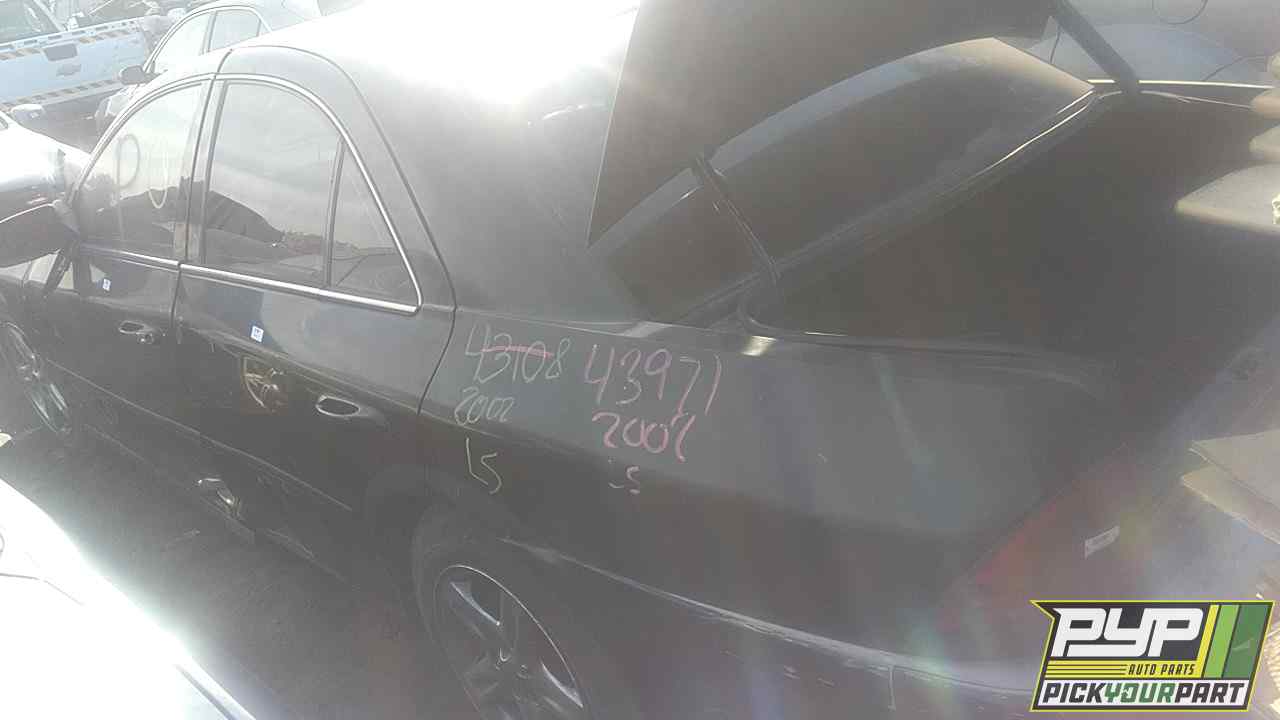 43108
2002
LS
43971
2002
LS
PYP
AUTO PARTS
PICKYOURPART